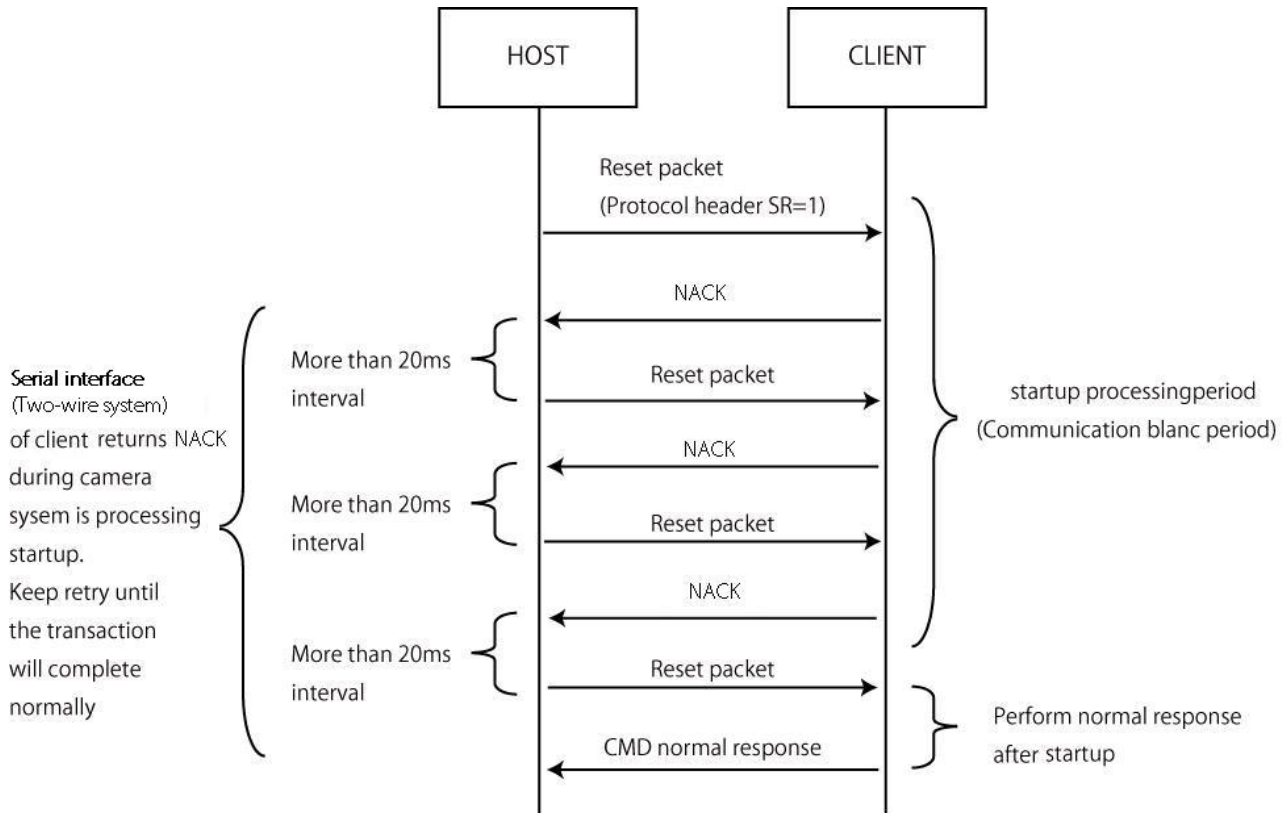 HOST
CLIENT
Reset packet
(Protocol header SR=1)
NACK
More than 20ms
interval
Reset packet
Serial interface
(Two-wire system)
of client returns NACK
during camera
sysem is processing
startup.
Keep retry until
the transaction
will complete
normally
startup processingperiod
(Communication blanc period)
NACK
More than 20ms
interval
Reset packet
NACK
More than 20ms
interval
Reset packet
Perform normal response
after startup
CMD normal response